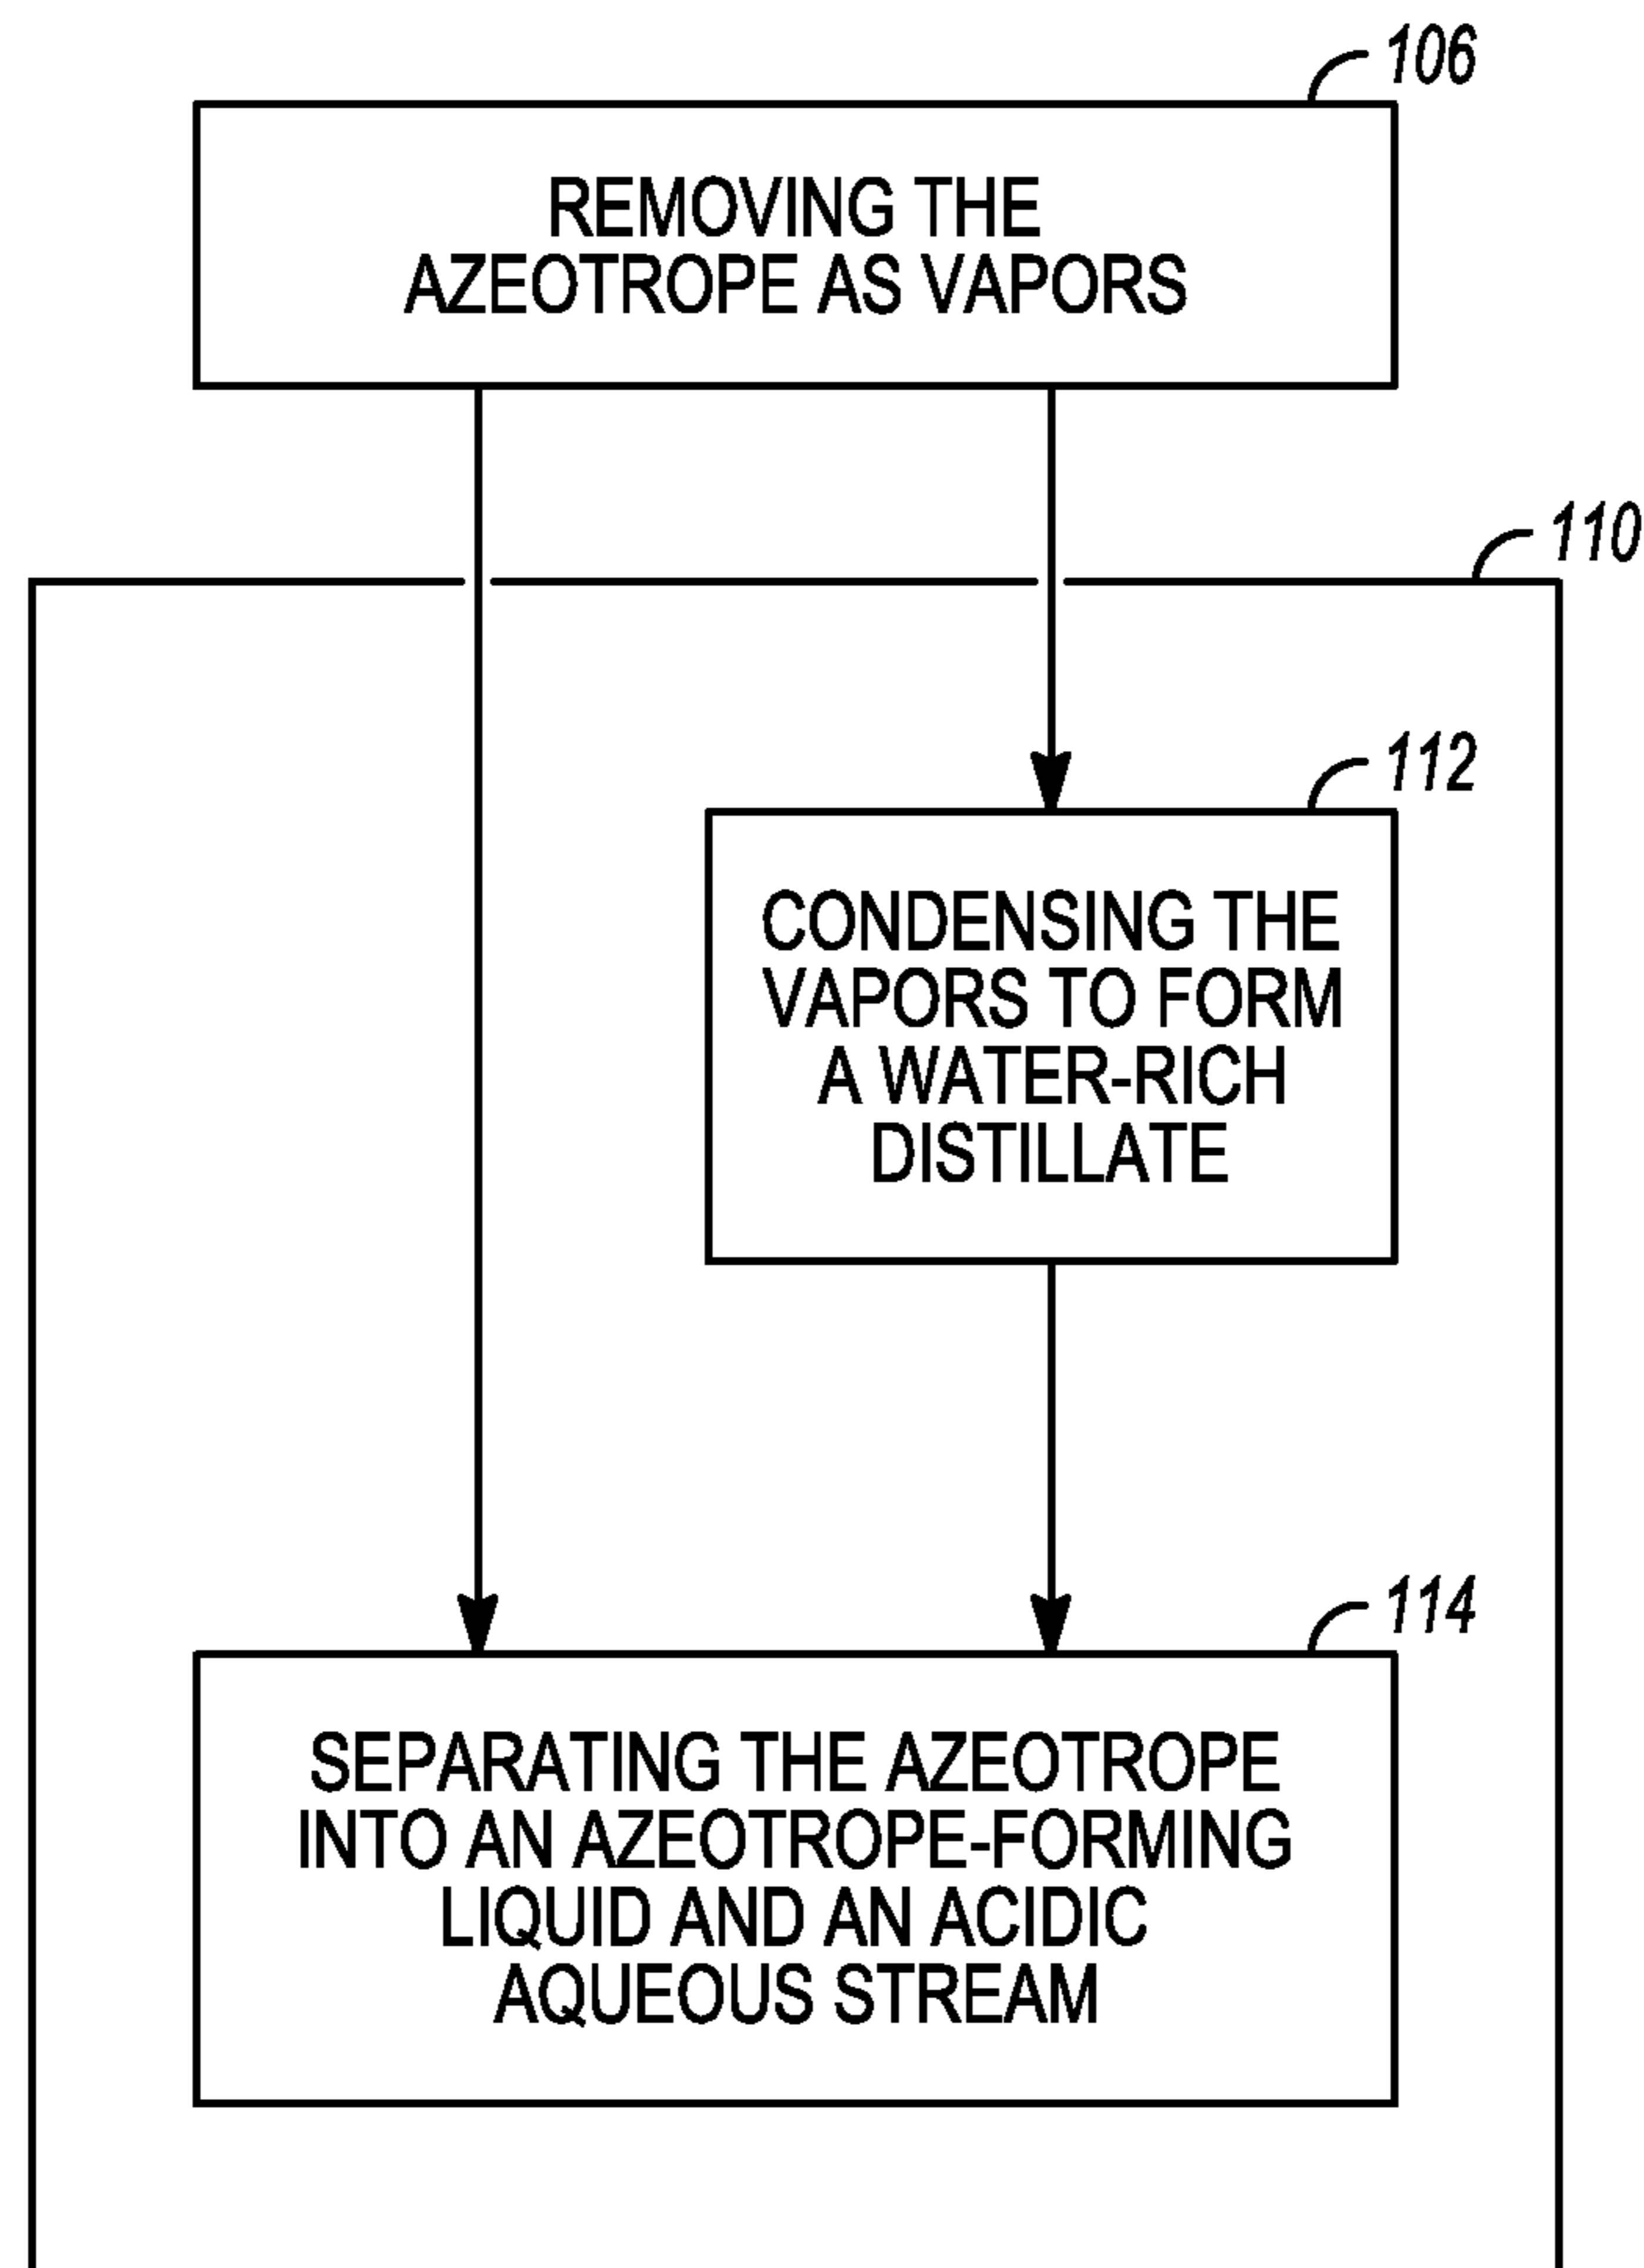 106
REMOVING THE
AZEOTROPE AS VAPORS
110
112
CONDENSING THE
VAPORS TO FORM
A WATER-RICH
DISTILLATE
114
SEPARATING THE AZEOTROPE
INTO AN AZEOTROPE-FORMING
LIQUID AND AN ACIDIC
AQUEOUS STREAM